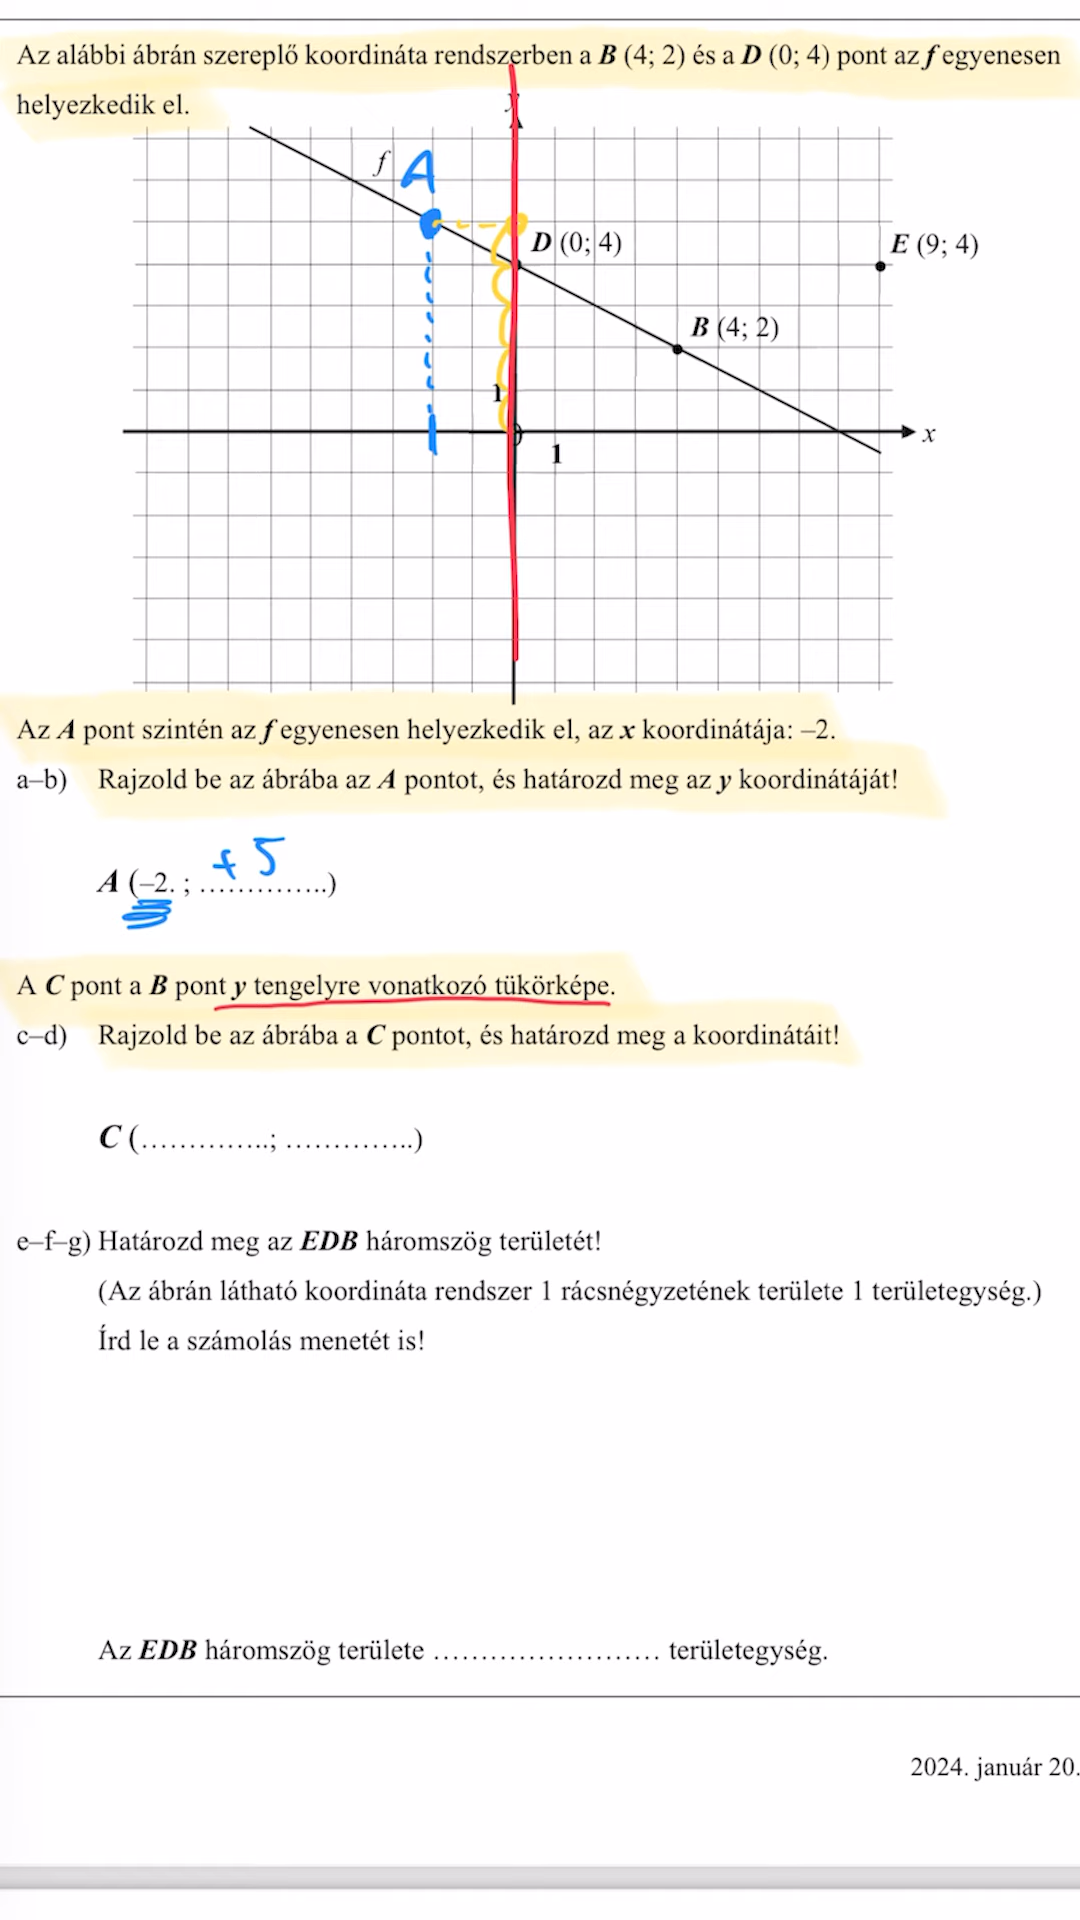 Az alábbi ábrán szereplő koordináta rendszerben a B (4; 2) és a D (0; 4) pont az f egyenesen
helyezkedik el.
y
f A
D (0; 4)
E (9; 4)
B (4; 2)
1
x
1
Az A pont szintén az f egyenesen helyezkedik el, az x koordinátája: –2.
a–b) Rajzold be az ábrába az A pontot, és határozd meg az y koordinátáját!
+5
A (–2. ; ..............)
A C pont a B pont y tengelyre vonatkozó tükörképe.
c–d) Rajzold be az ábrába a C pontot, és határozd meg a koordinátáit!
C (..............; ..............)
e–f–g) Határozd meg az EDB háromszög területét!
(Az ábrán látható koordináta rendszer 1 rácsnégyzetének területe 1 területegység.)
Írd le a számolás menetét is!
Az EDB háromszög területe ........................ területegység.
2024. január 20.